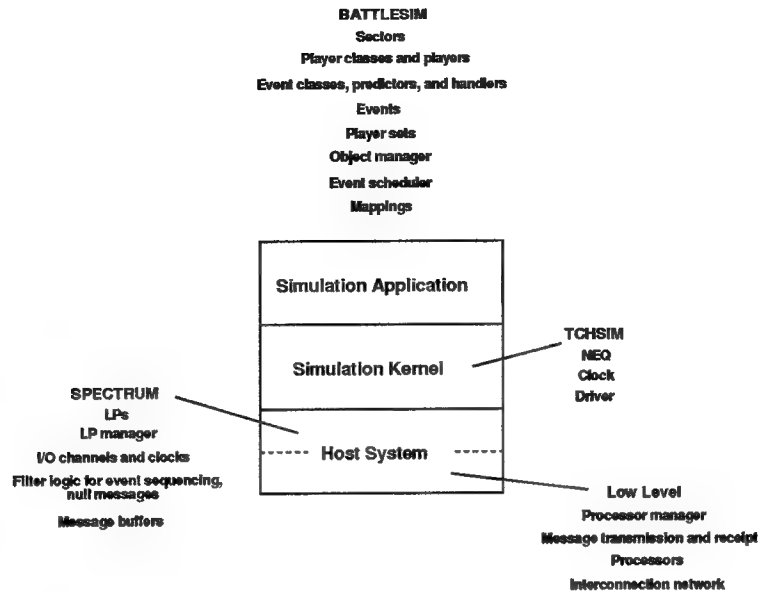 BATTLESIM
Sectors
Player classes and players
Event classes, predictors, and handlers
Events
Player sets
Object manager
Event scheduler
Mappings
Simulation Application
Simulation Kernel
TCHSIM
NEQ
Clock
Driver
SPECTRUM
LPs
LP manager
I/O channels and clocks
Filter logic for event sequencing,
null messages
Message buffers
Host System
Low Level
Processor manager
Message transmission and receipt
Processors
Interconnection network